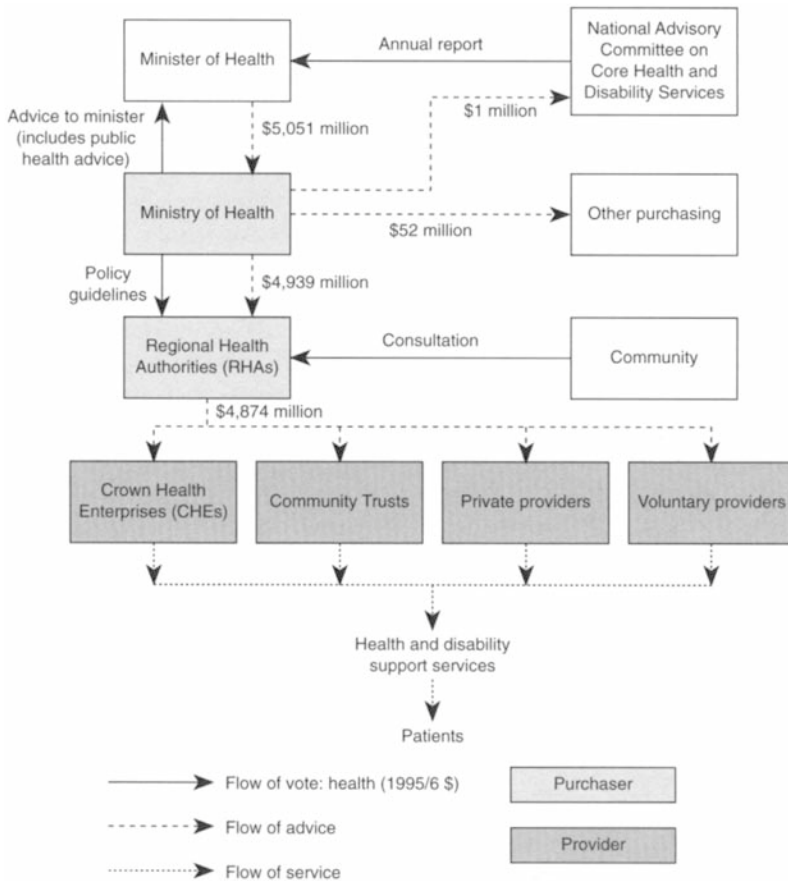 Minister of Health
Annual report
National Advisory
Committee on
Core Health and
Disability Services
Advice to minister
(includes public
health advice)
$5,051 million
$1 million
Ministry of Health
$52 million
Other purchasing
Policy
guidelines
$4,939 million
Regional Health
Authorities (RHAs)
Consultation
Community
$4,874 million
Crown Health
Enterprises (CHEs)
Community Trusts
Private providers
Voluntary providers
Health and disability
support services
Patients
Flow of vote: health (1995/6 $)
Purchaser
Flow of advice
Provider
Flow of service